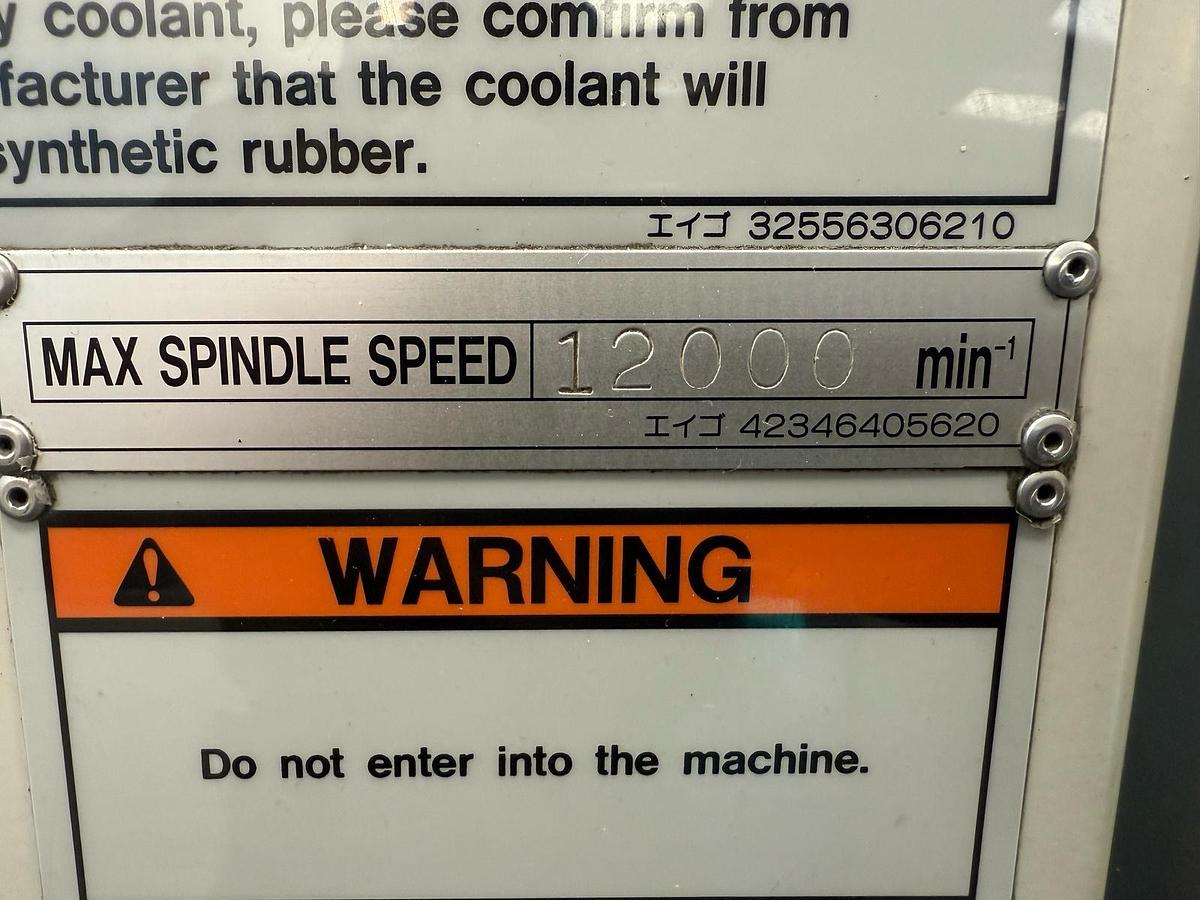 coolant, please comfirm from
that the coolant will
synthetic rubber.
エイゴ 32556306210
MAX SPINDLE SPEED 12000 min⁻¹
エイゴ 42346405620
WARNING
Do not enter into the machine.